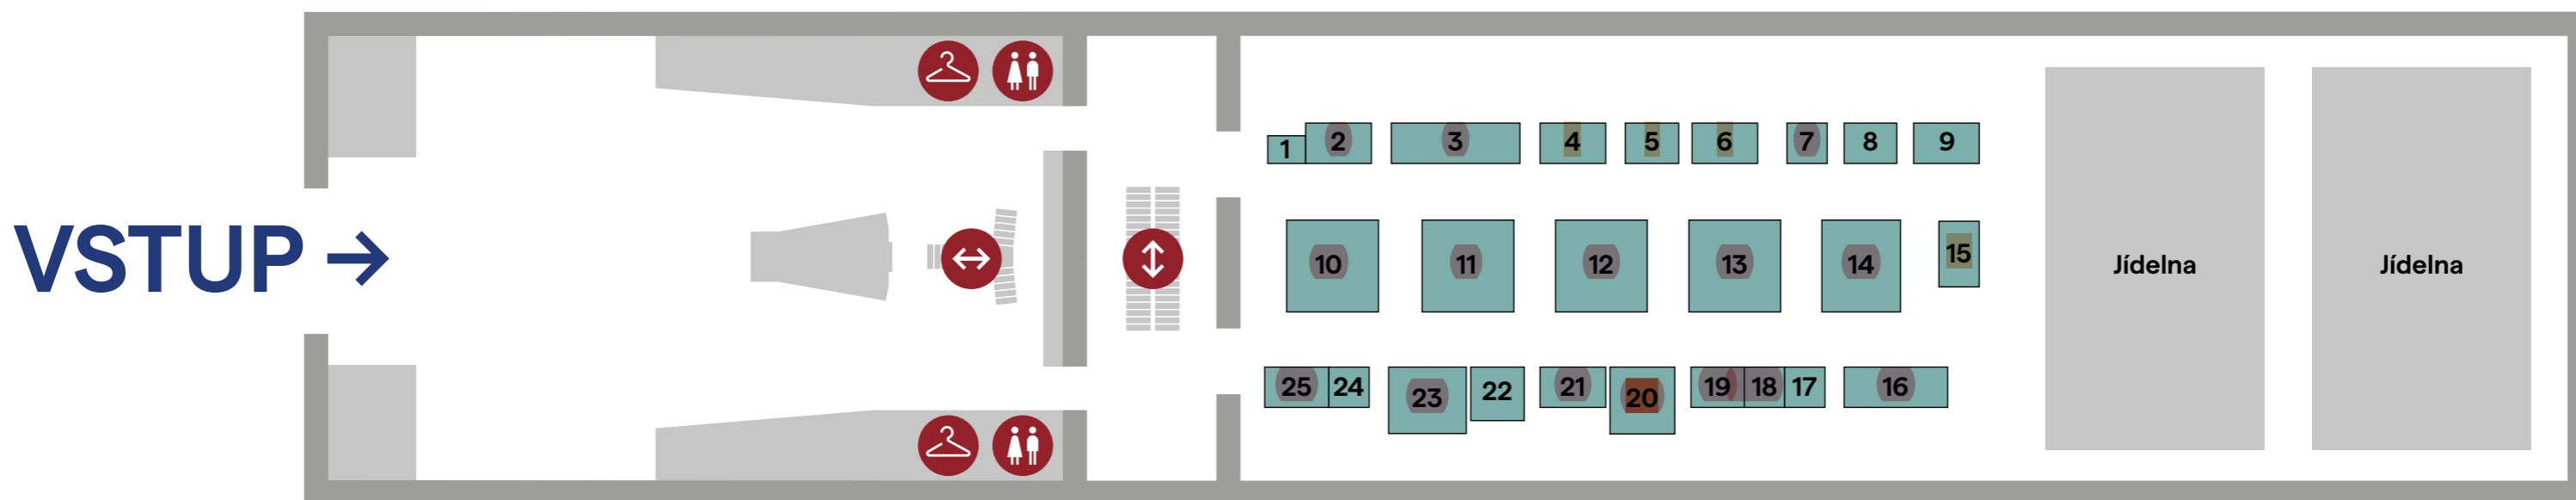 1 2 3 4 5 6 7 8 9
VSTUP →
10 11 12 13 14 15 Jídelna Jídelna
25 24 23 22 21 20 19 18 17 16